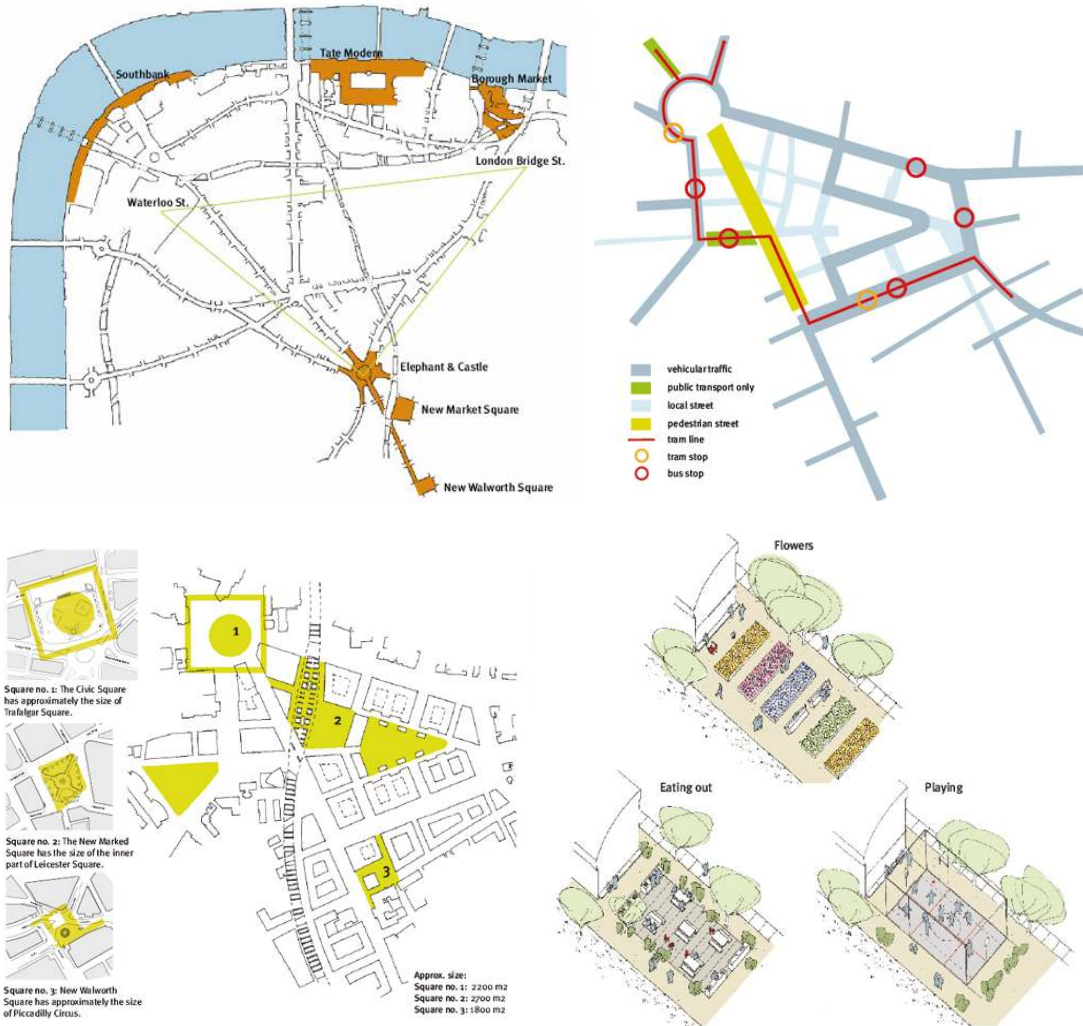 Southbank
Tate Modern
Borough Market
London Bridge St.
Waterloo St.
Elephant & Castle
New Market Square
New Walworth Square
vehicular traffic
public transport only
local street
pedestrian street
tram line
tram stop
bus stop
Square no. 1: The Civic Square
has approximately the size of
Trafalgar Square.
Square no. 2: The New Marked
Square has the size of the inner
part of Leicester Square.
Square no. 3: New Walworth
Square has approximately the size
of Piccadilly Circus.
1
2
3
Approx. size:
Square no. 1: 2200 m2
Square no. 2: 2700 m2
Square no. 3: 1800 m2
Flowers
Eating out
Playing